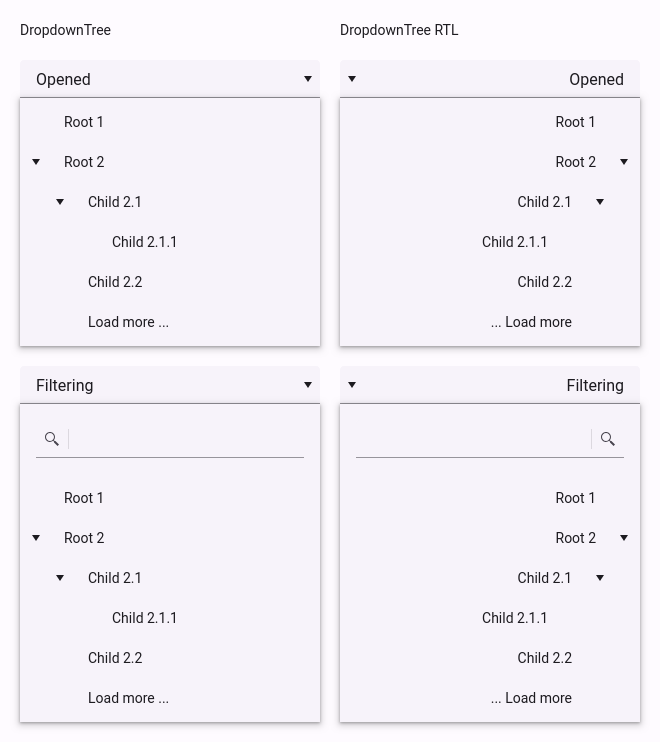 DropdownTree
Opened
Root 1
Root 2
Child 2.1
Child 2.1.1
Child 2.2
Load more ...
Filtering
Root 1
Root 2
Child 2.1
Child 2.1.1
Child 2.2
Load more ...
DropdownTree RTL
Opened
Root 1
Root 2
Child 2.1
Child 2.1.1
Child 2.2
... Load more
Filtering
Root 1
Root 2
Child 2.1
Child 2.1.1
Child 2.2
... Load more